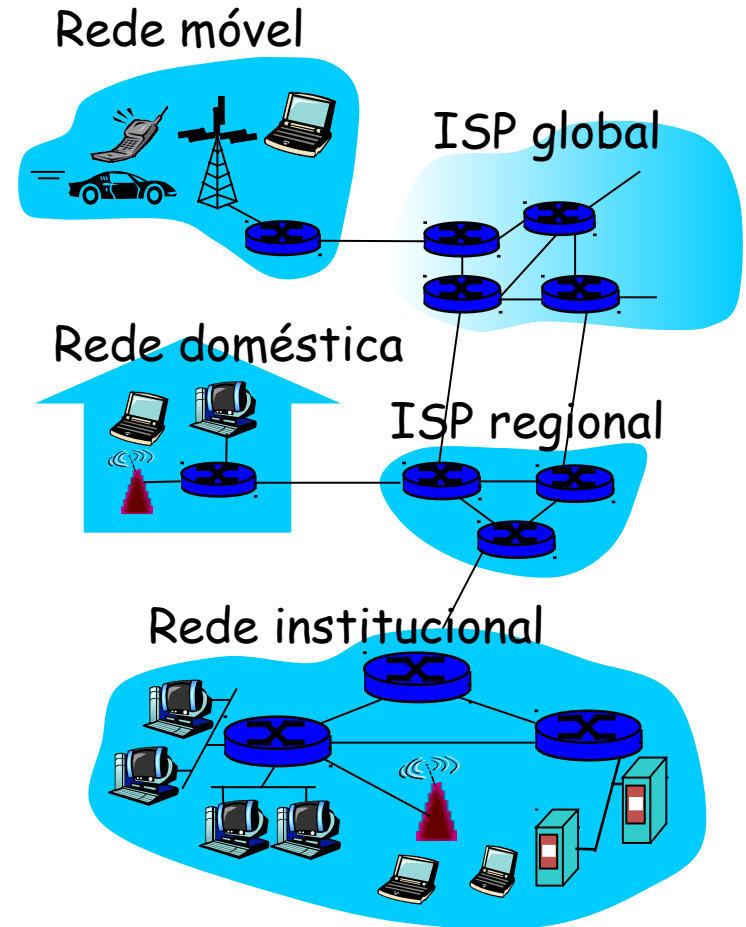 Rede móvel
ISP global
Rede doméstica
ISP regional
Rede institucional